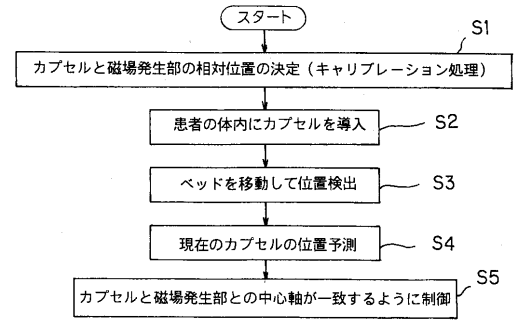 スタート
S1
カプセルと磁場発生部の相対位置の決定（キャリブレーション処理）
患者の体内にカプセルを導入
S2
ベッドを移動して位置検出
S3
現在のカプセルの位置予測
S4
S5
カプセルと磁場発生部との中心軸が一致するように制御